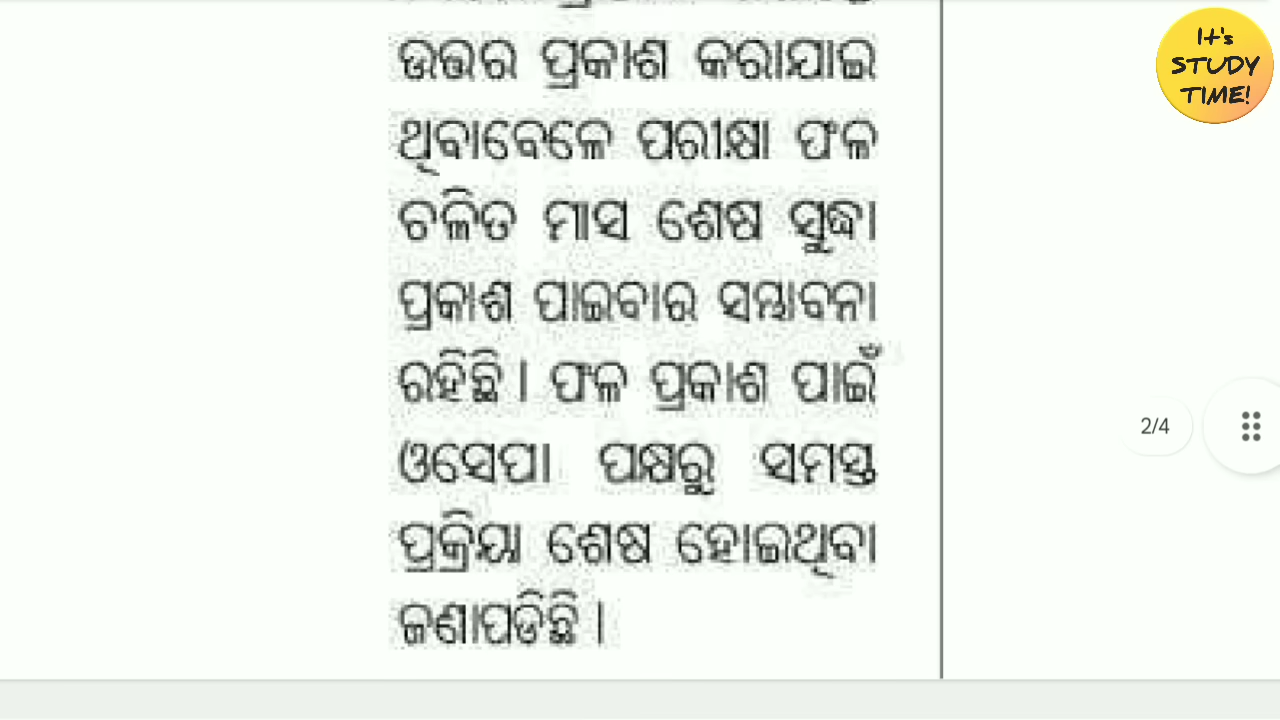 ଉତ୍ତର ପ୍ରକାଶ କରାଯାଇ
ଥିବାବେଳେ ପରୀକ୍ଷା ଫଳ
ଚଳିତ ମାସ ଶେଷ ସୁଦ୍ଧା
ପ୍ରକାଶ ପାଇବାର ସମ୍ଭାବନା
ରହିଛି । ଫଳ ପ୍ରକାଶ ପାଇଁ
ଓସେପା ପକ୍ଷରୁ ସମସ୍ତ
ପ୍ରକ୍ରିୟା ଶେଷ ହୋଇଥିବା
ଜଣାପଡିଛି ।
It's
STUDY
TIME!
2/4